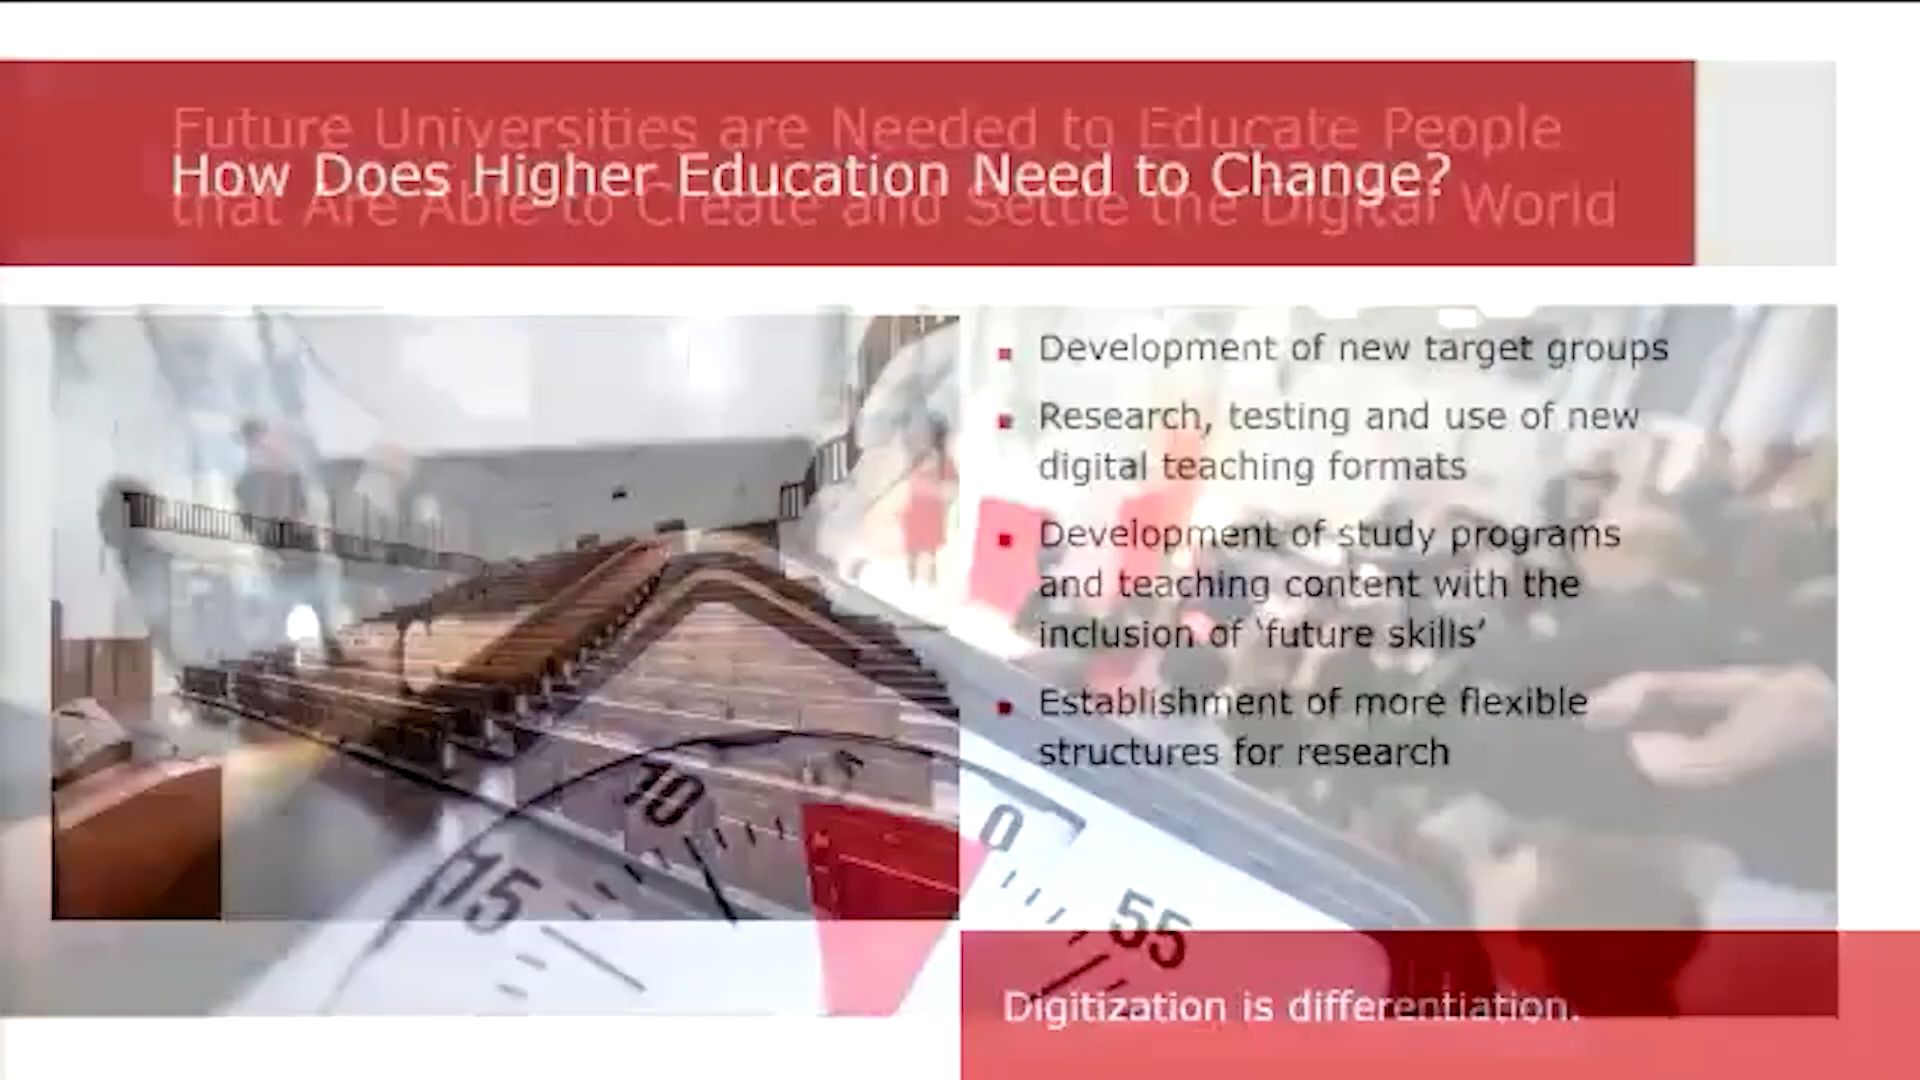 Future Universities are Needed to Educate People
How Does Higher Education Need to Change?
that Are Able to Create and Settle the Digital World
Development of new target groups
Research, testing and use of new
digital teaching formats
Development of study programs
and teaching content with the
inclusion of ‘future skills’
Establishment of more flexible
structures for research
10
0
15
55
Digitization is differentiation.